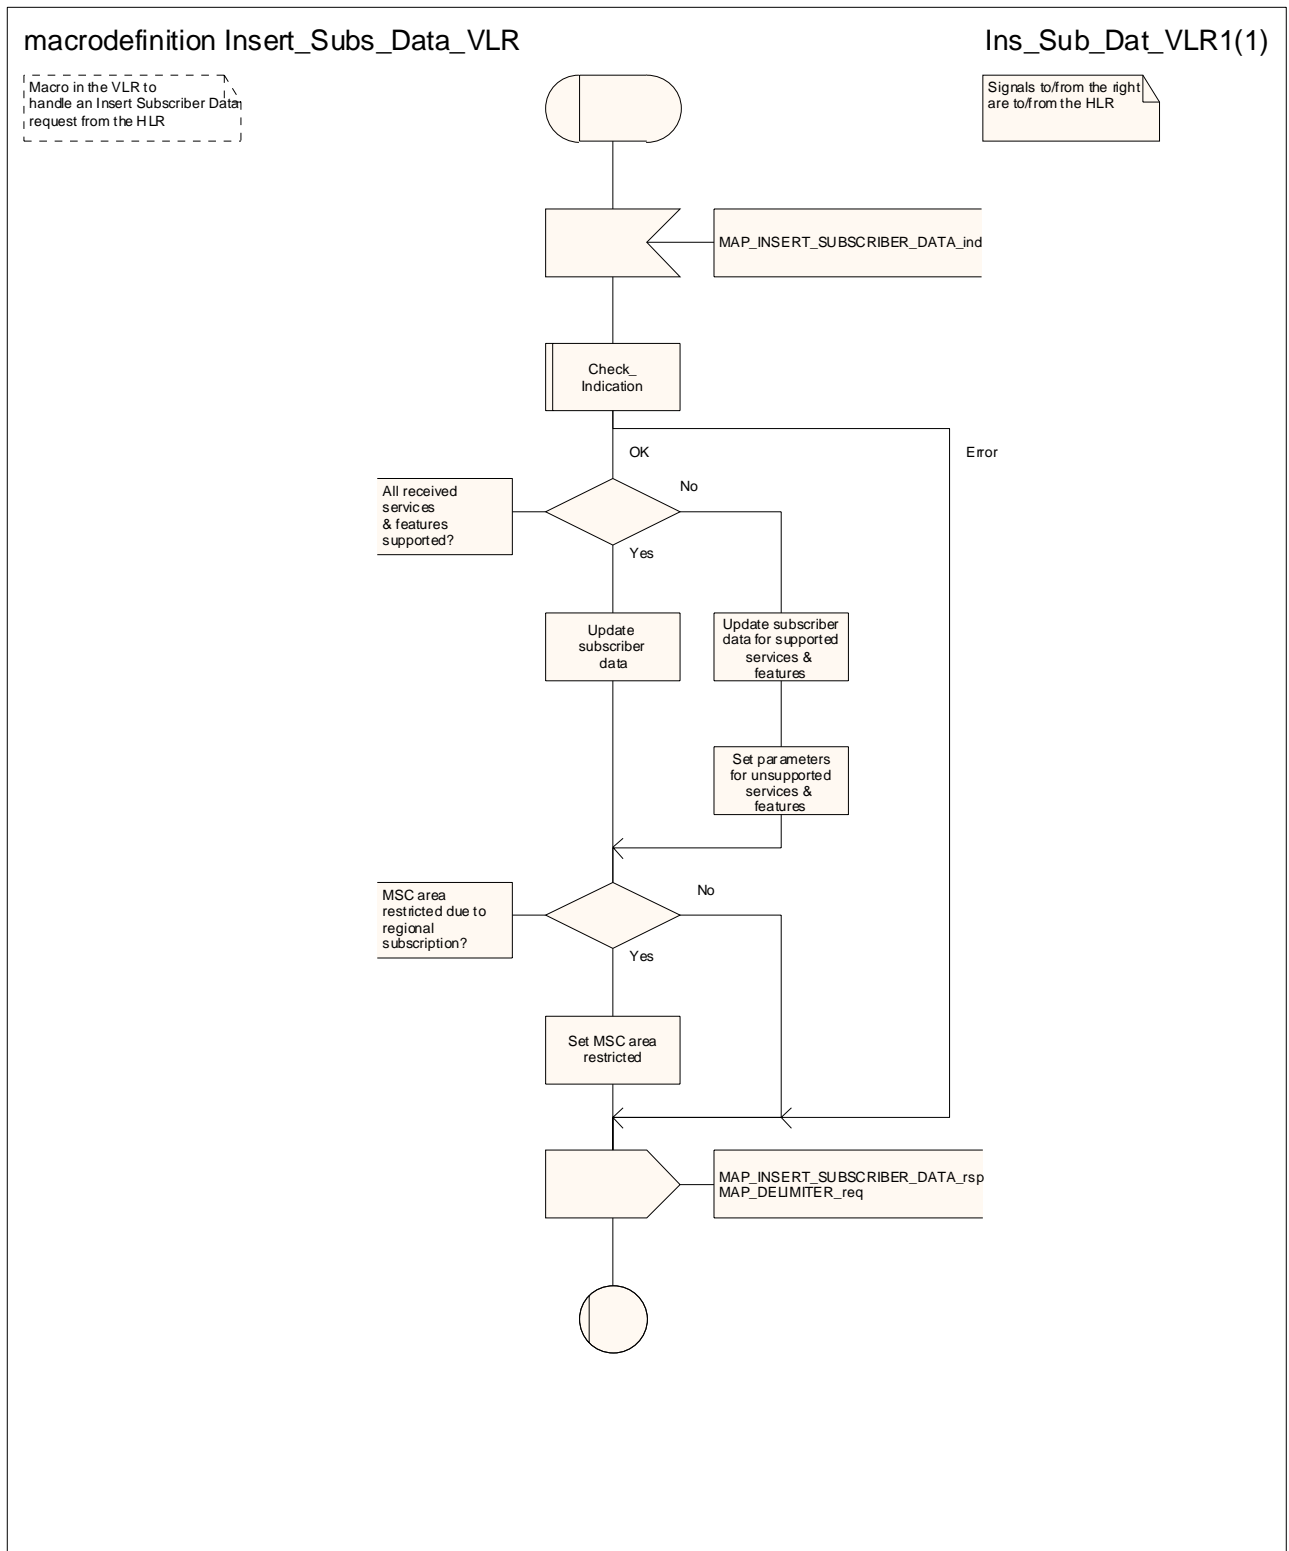 macrodefinition Insert_Subs_Data_VLR
Ins_Sub_Dat_VLR1(1)
Macro in the VLR to
handle an Insert Subscriber Data
request from the HLR
Signals to/from the right
are to/from the HLR
MAP_INSERT_SUBSCRIBER_DATA_ind
Check_
Indication
OK
Error
All received
services
& features
supported?
No
Yes
Update
subscriber
data
Update subscriber
data for supported
services &
features
Set parameters
for unsupported
services &
features
MSC area
restricted due to
regional
subscription?
No
Yes
Set MSC area
restricted
MAP_INSERT_SUBSCRIBER_DATA_rsp
MAP_DELIMITER_req